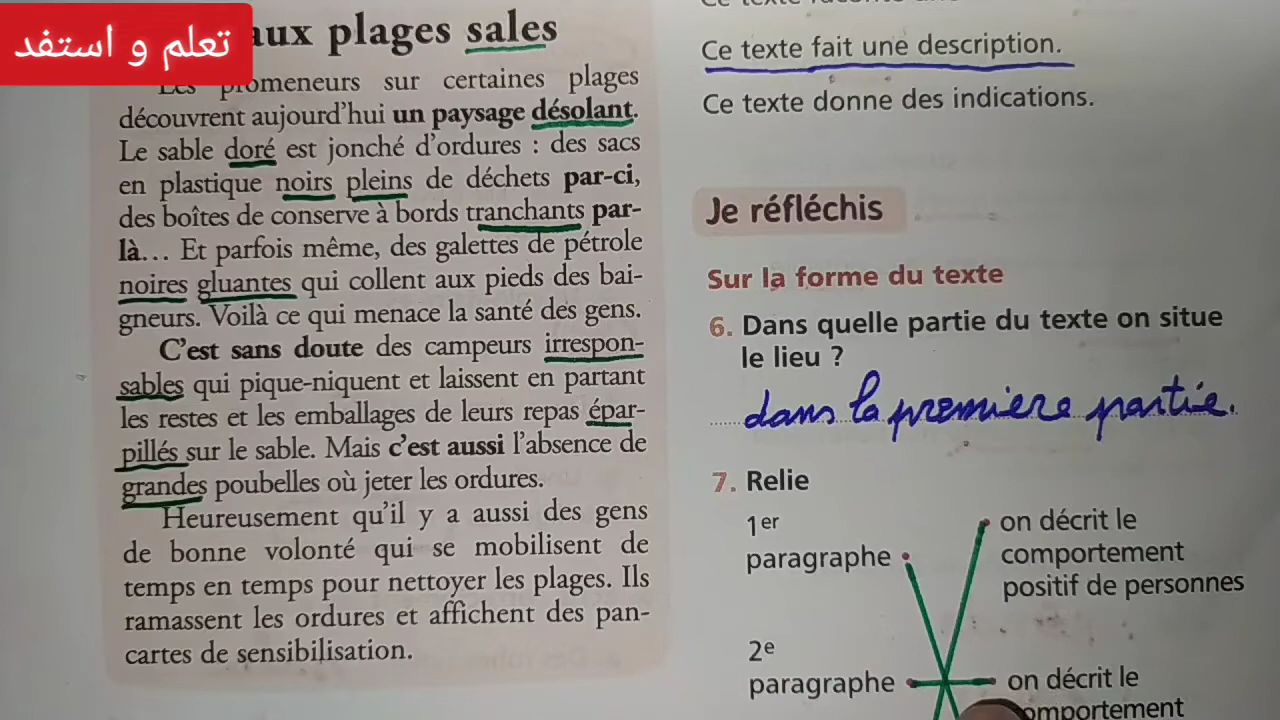 تعلم و استفد
aux plages sales
Les promeneurs sur certaines plages
découvrent aujourd'hui un paysage désolant.
Le sable doré est jonché d'ordures : des sacs
en plastique noirs pleins de déchets par-ci,
des boîtes de conserve à bords tranchants par-
là... Et parfois même, des galettes de pétrole
noires gluantes qui collent aux pieds des bai-
gneurs. Voilà ce qui menace la santé des gens.
C'est sans doute des campeurs irrespon-
sables qui pique-niquent et laissent en partant
les restes et les emballages de leurs repas épar-
pillés sur le sable. Mais c'est aussi l'absence de
grandes poubelles où jeter les ordures.
Heureusement qu'il y a aussi des gens
de bonne volonté qui se mobilisent de
temps en temps pour nettoyer les plages. Ils
ramassent les ordures et affichent des pan-
cartes de sensibilisation.
Ce texte raconte une
Ce texte fait une description.
Ce texte donne des indications.
Je réfléchis
Sur la forme du texte
6. Dans quelle partie du texte on situe
le lieu ?
dans la premiere partie.
7. Relie
1er
paragraphe
on décrit le
comportement
positif de personnes
2e
paragraphe
on décrit le
comportement